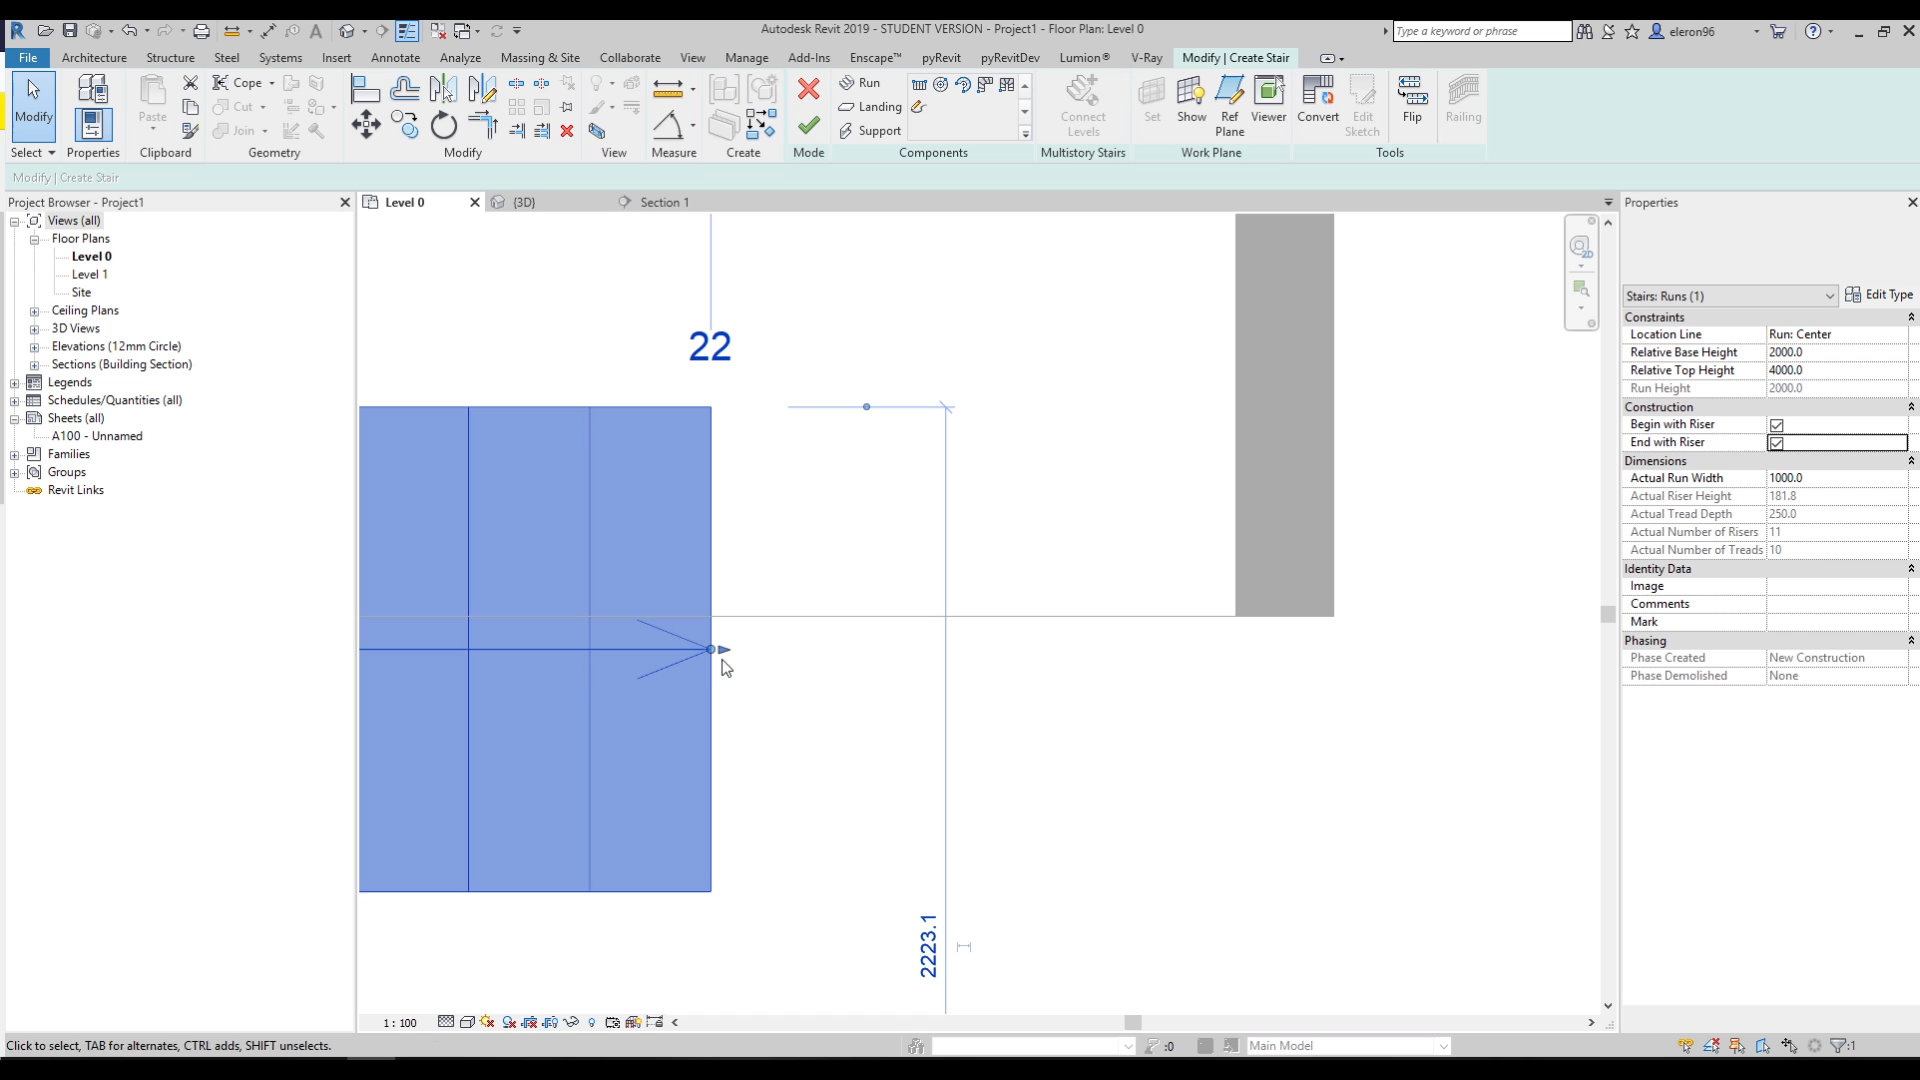 Autodesk Revit 2019 - STUDENT VERSION - Project1 - Floor Plan: Level 0
Type a keyword or phrase
eleron96
File
Architecture
Structure
Steel
Systems
Insert
Annotate
Analyze
Massing & Site
Collaborate
View
Manage
Add-Ins
Enscape™
pyRevit
pyRevitDev
Lumion®
V-Ray
Modify | Create Stair
Modify
Paste
Cope
Cut
Join
Run
Landing
Support
Connect
Levels
Set
Show
Ref
Plane
Viewer
Convert
Edit
Sketch
Flip
Railing
Select
Properties
Clipboard
Geometry
Modify
View
Measure
Create
Mode
Components
Multistory Stairs
Work Plane
Tools
Modify | Create Stair
Project Browser - Project1
Views (all)
Floor Plans
Level 0
Level 1
Site
Ceiling Plans
3D Views
Elevations (12mm Circle)
Sections (Building Section)
Legends
Schedules/Quantities (all)
Sheets (all)
A100 - Unnamed
Families
Groups
Revit Links
Level 0
{3D}
Section 1
22
2223.1
2D
Properties
Stairs: Runs (1)
Edit Type
Constraints
Location Line Run: Center
Relative Base Height 2000.0
Relative Top Height 4000.0
Run Height 2000.0
Construction
Begin with Riser
End with Riser
Dimensions
Actual Run Width 1000.0
Actual Riser Height 181.8
Actual Tread Depth 250.0
Actual Number of Risers 11
Actual Number of Treads 10
Identity Data
Image
Comments
Mark
Phasing
Phase Created New Construction
Phase Demolished None
1 : 100
Click to select, TAB for alternates, CTRL adds, SHIFT unselects.
:0
Main Model
:1